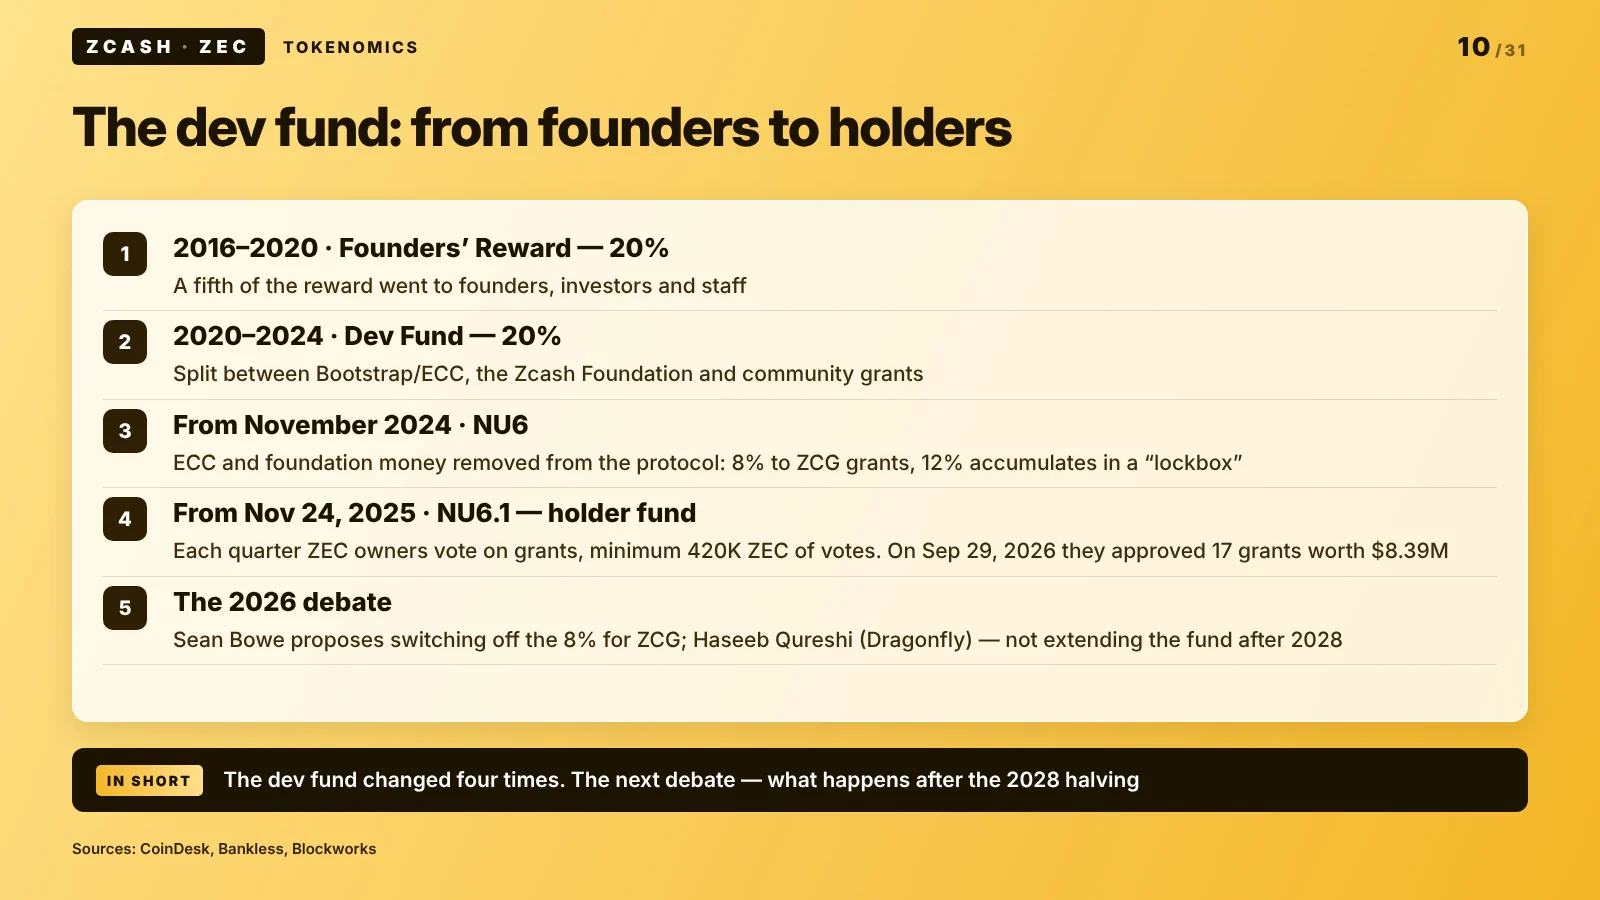 ZCASH · ZEC TOKENOMICS
10 /31
The dev fund: from founders to holders
1 2016–2020 · Founders’ Reward — 20%
A fifth of the reward went to founders, investors and staff
2 2020–2024 · Dev Fund — 20%
Split between Bootstrap/ECC, the Zcash Foundation and community grants
3 From November 2024 · NU6
ECC and foundation money removed from the protocol: 8% to ZCG grants, 12% accumulates in a “lockbox”
4 From Nov 24, 2025 · NU6.1 — holder fund
Each quarter ZEC owners vote on grants, minimum 420K ZEC of votes. On Sep 29, 2026 they approved 17 grants worth $8.39M
5 The 2026 debate
Sean Bowe proposes switching off the 8% for ZCG; Haseeb Qureshi (Dragonfly) — not extending the fund after 2028
IN SHORT The dev fund changed four times. The next debate — what happens after the 2028 halving
Sources: CoinDesk, Bankless, Blockworks